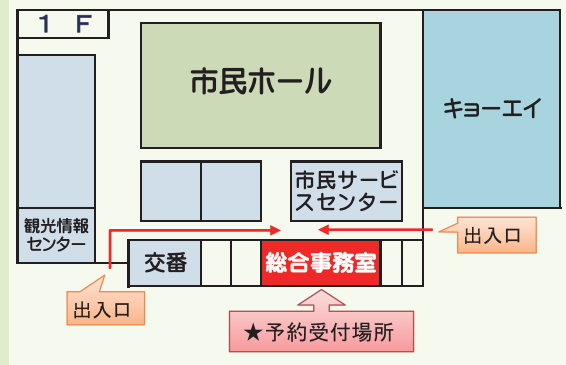 1 F
市民ホール
キョーエイ
市民サービ
スセンター
観光情報
センター
出入口
交番
総合事務室
出入口
★予約受付場所